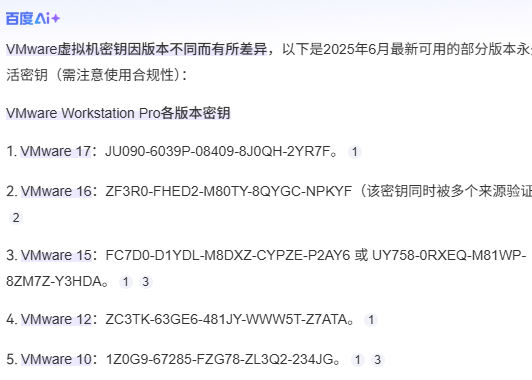 百度Ai+
VMware虚拟机密钥因版本不同而有所差异，以下是2025年6月最新可用的部分版本永
活密钥（需注意使用合规性）：
VMware Workstation Pro各版本密钥
1. VMware 17：JU090-6039P-08409-8J0QH-2YR7F。 1
2. VMware 16：ZF3R0-FHED2-M80TY-8QYGC-NPKYF（该密钥同时被多个来源验证
2
3. VMware 15：FC7D0-D1YDL-M8DXZ-CYPZE-P2AY6 或 UY758-0RXEQ-M81WP-
8ZM7Z-Y3HDA。 1 3
4. VMware 12：ZC3TK-63GE6-481JY-WWW5T-Z7ATA。 1
5. VMware 10：1Z0G9-67285-FZG78-ZL3Q2-234JG。 1 3